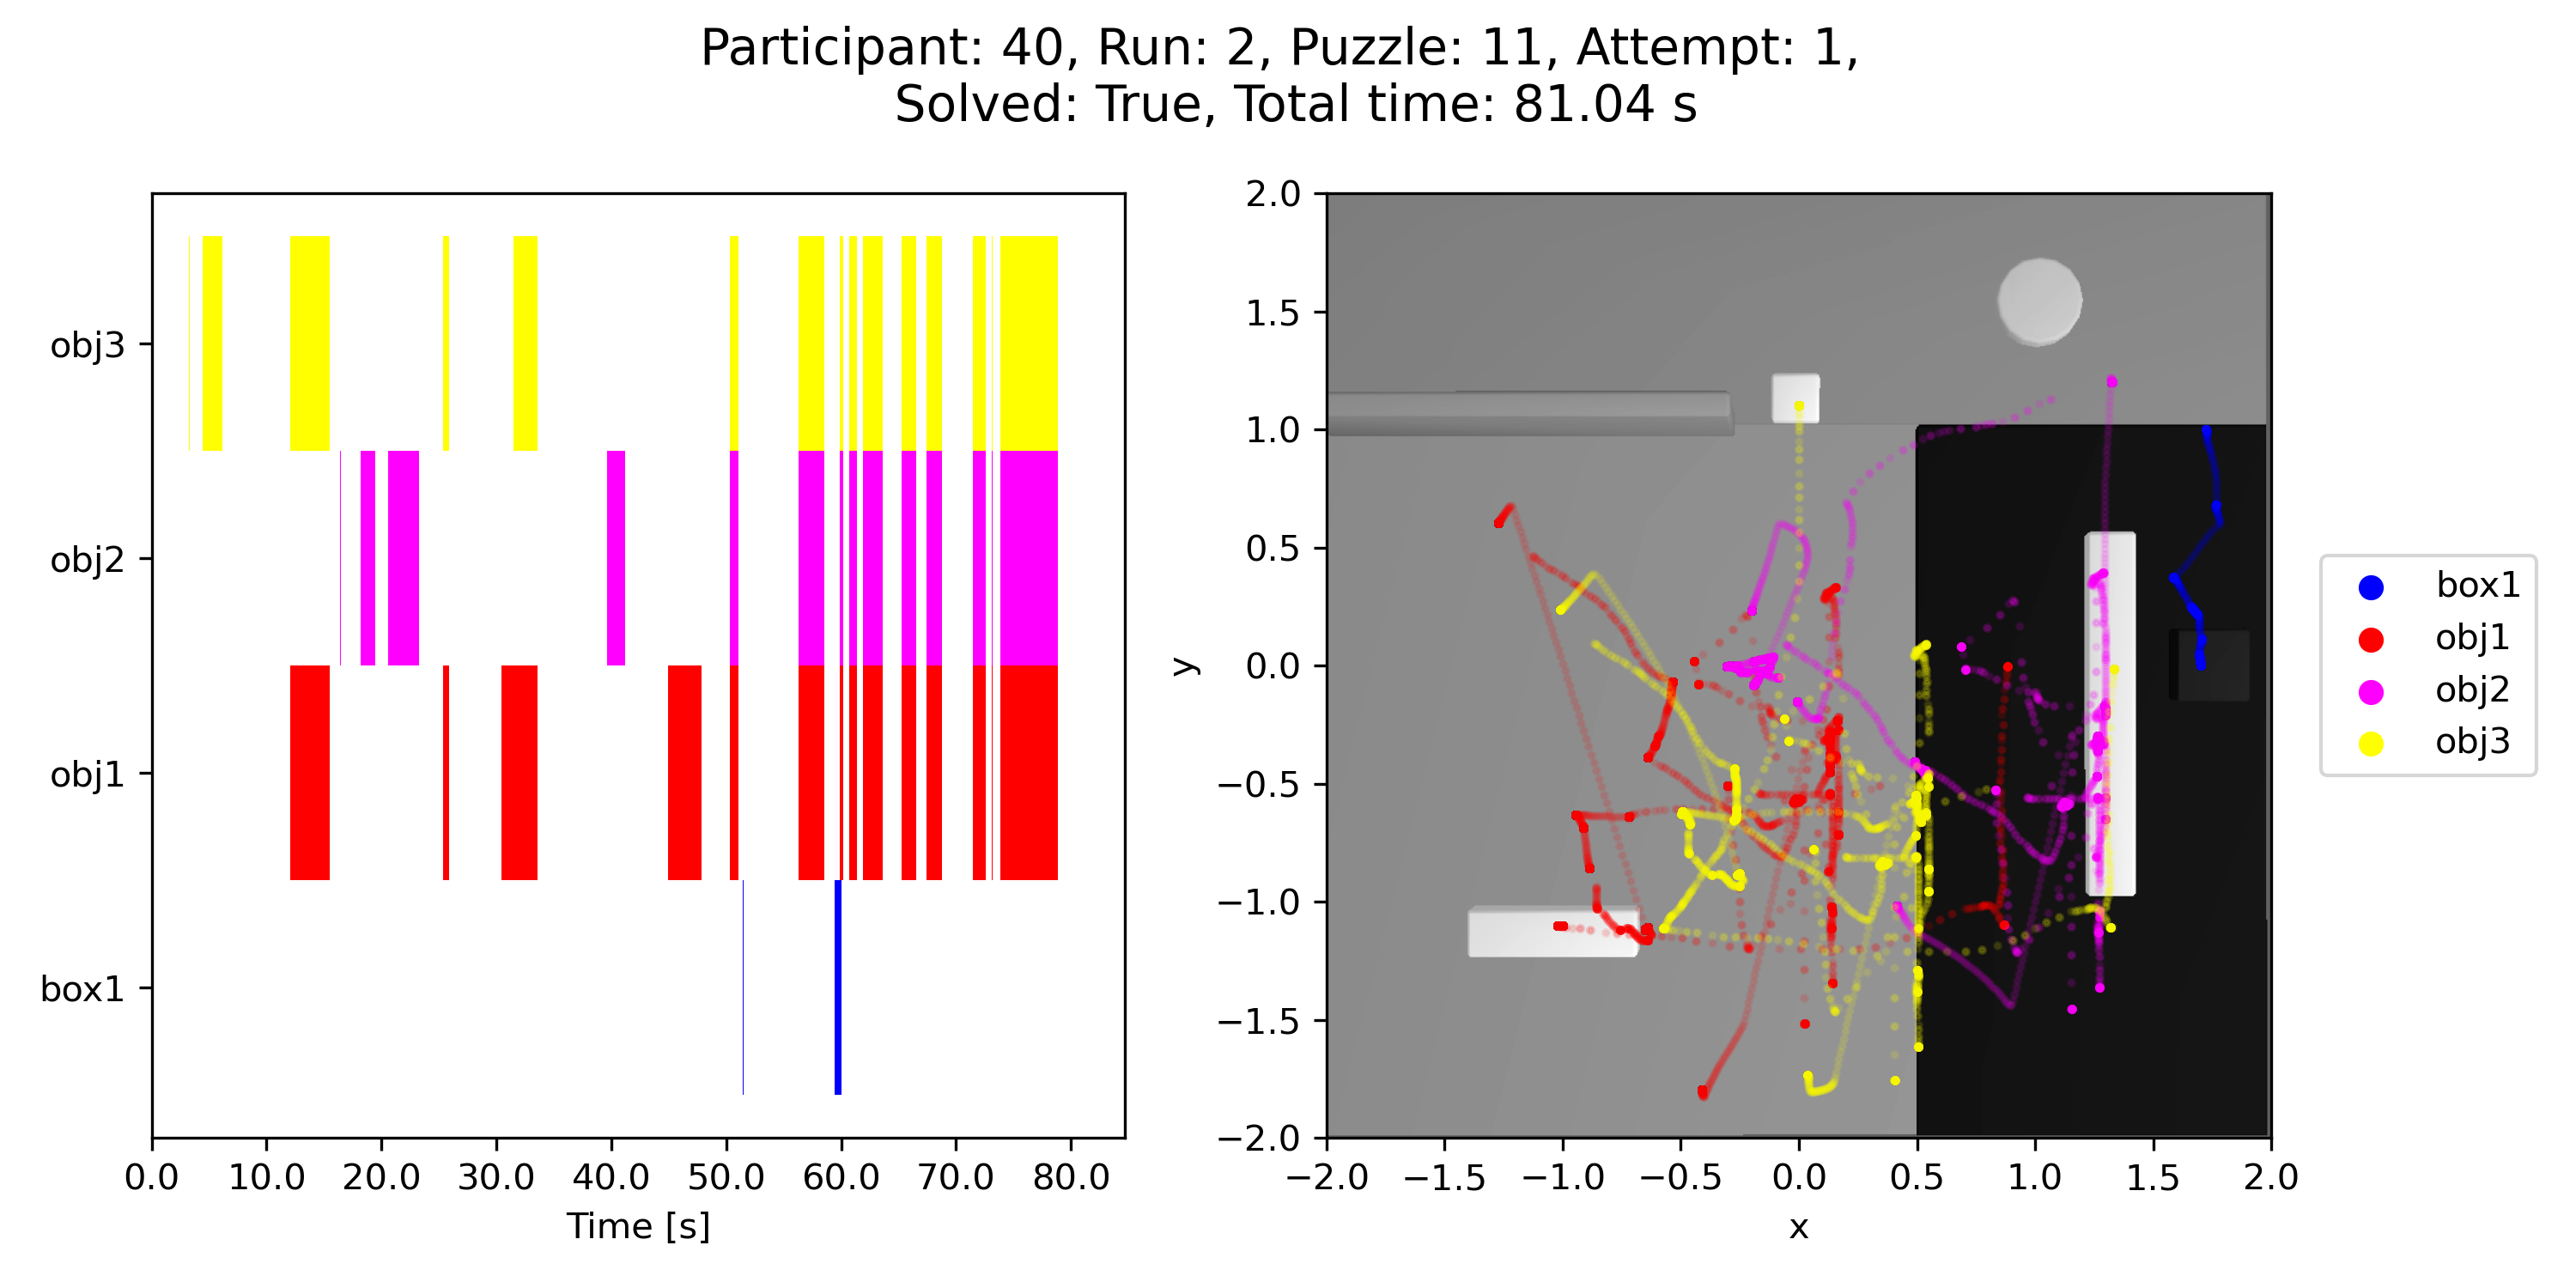 Participant: 40, Run: 2, Puzzle: 11, Attempt: 1,
Solved: True, Total time: 81.04 s
obj3
obj2
obj1
box1
0.0 10.0 20.0 30.0 40.0 50.0 60.0 70.0 80.0
Time [s]
2.0
1.5
1.0
0.5
0.0
−0.5
−1.0
−1.5
−2.0
y
−2.0 −1.5 −1.0 −0.5 0.0 0.5 1.0 1.5 2.0
x
box1
obj1
obj2
obj3